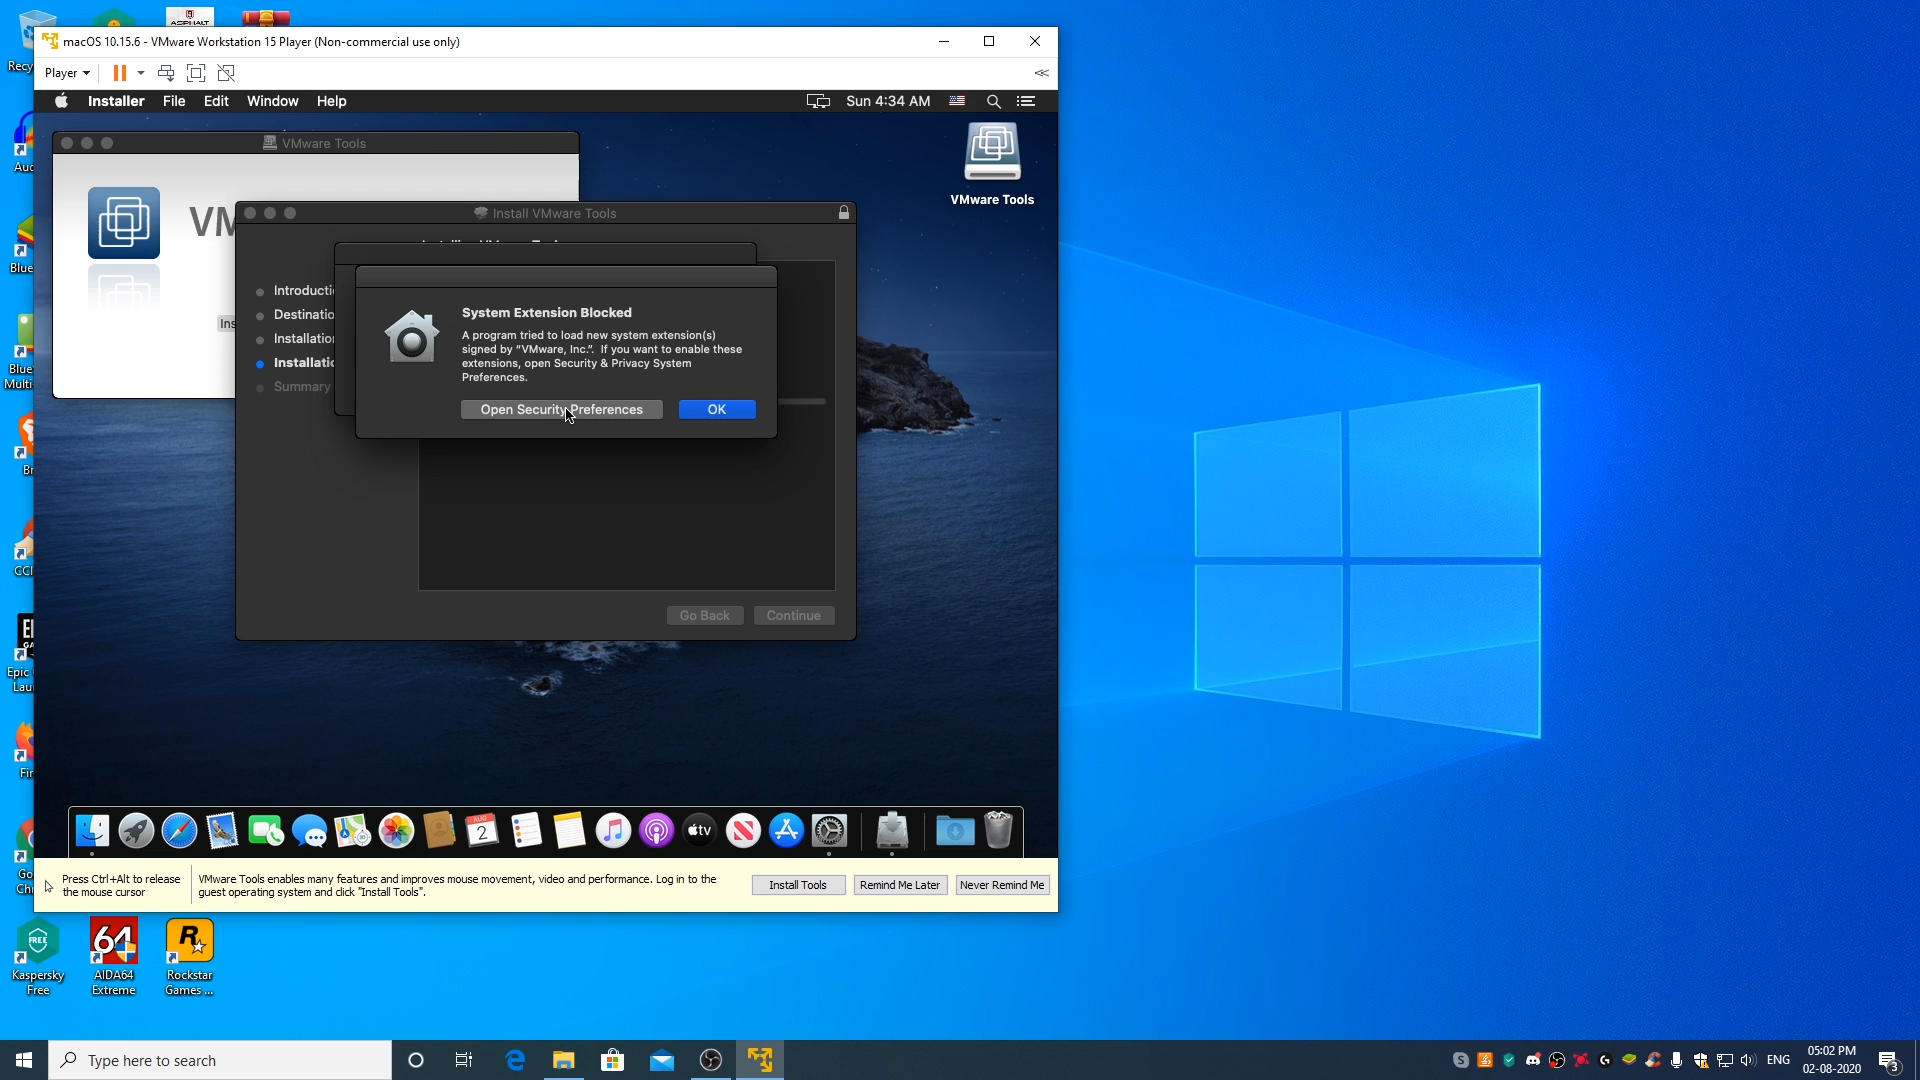 macOS 10.15.6 - VMware Workstation 15 Player (Non-commercial use only)
Player
Installer File Edit Window Help
Sun 4:34 AM
VMware Tools
VMware Tools
Install VMware Tools
Introducti
Destinatio
Installatio
Installatio
Summary
System Extension Blocked
A program tried to load new system extension(s)
signed by “VMware, Inc.”. If you want to enable these
extensions, open Security & Privacy System
Preferences.
Open Security Preferences
OK
Go Back
Continue
AUG
2
tv
Press Ctrl+Alt to release
the mouse cursor
VMware Tools enables many features and improves mouse movement, video and performance. Log in to the
guest operating system and click "Install Tools".
Install Tools
Remind Me Later
Never Remind Me
FREE
Kaspersky
Free
64
AIDA64
Extreme
R
Rockstar
Games ...
Type here to search
ENG
05:02 PM
02-08-2020
3